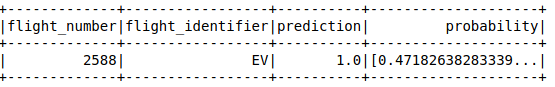 +-------------+-----------------+----------+--------------------+
|flight_number|flight_identifier|prediction|         probability|
+-------------+-----------------+----------+--------------------+
|         2588|               EV|       1.0|[0.47182638283339...|
+-------------+-----------------+----------+--------------------+